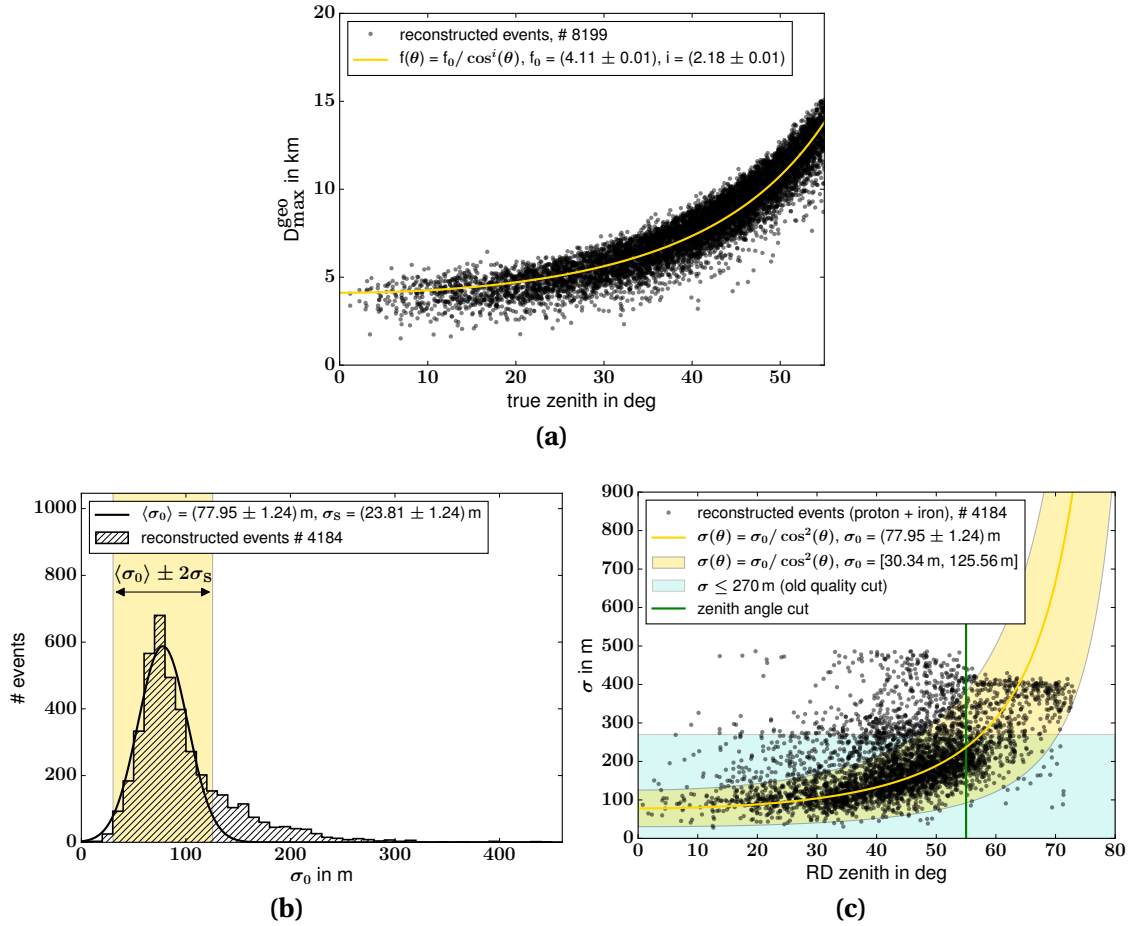 20
15
10
5
0
D_max^geo in km
reconstructed events, # 8199
f(θ) = f₀/ cosⁱ(θ), f₀ = (4.11 ± 0.01), i = (2.18 ± 0.01)
0 10 20 30 40 50
true zenith in deg
(a)
1000
800
600
400
200
0
# events
⟨σ₀⟩ = (77.95 ± 1.24) m, σ_S = (23.81 ± 1.24) m
reconstructed events # 4184
⟨σ₀⟩ ± 2σ_S
0 100 200 300 400
σ₀ in m
(b)
900
800
700
600
500
400
300
200
100
0
σ in m
reconstructed events (proton + iron), # 4184
σ(θ) = σ₀/ cos²(θ), σ₀ = (77.95 ± 1.24) m
σ(θ) = σ₀/ cos²(θ), σ₀ = [30.34 m, 125.56 m]
σ ≤ 270 m (old quality cut)
zenith angle cut
0 10 20 30 40 50 60 70 80
RD zenith in deg
(c)